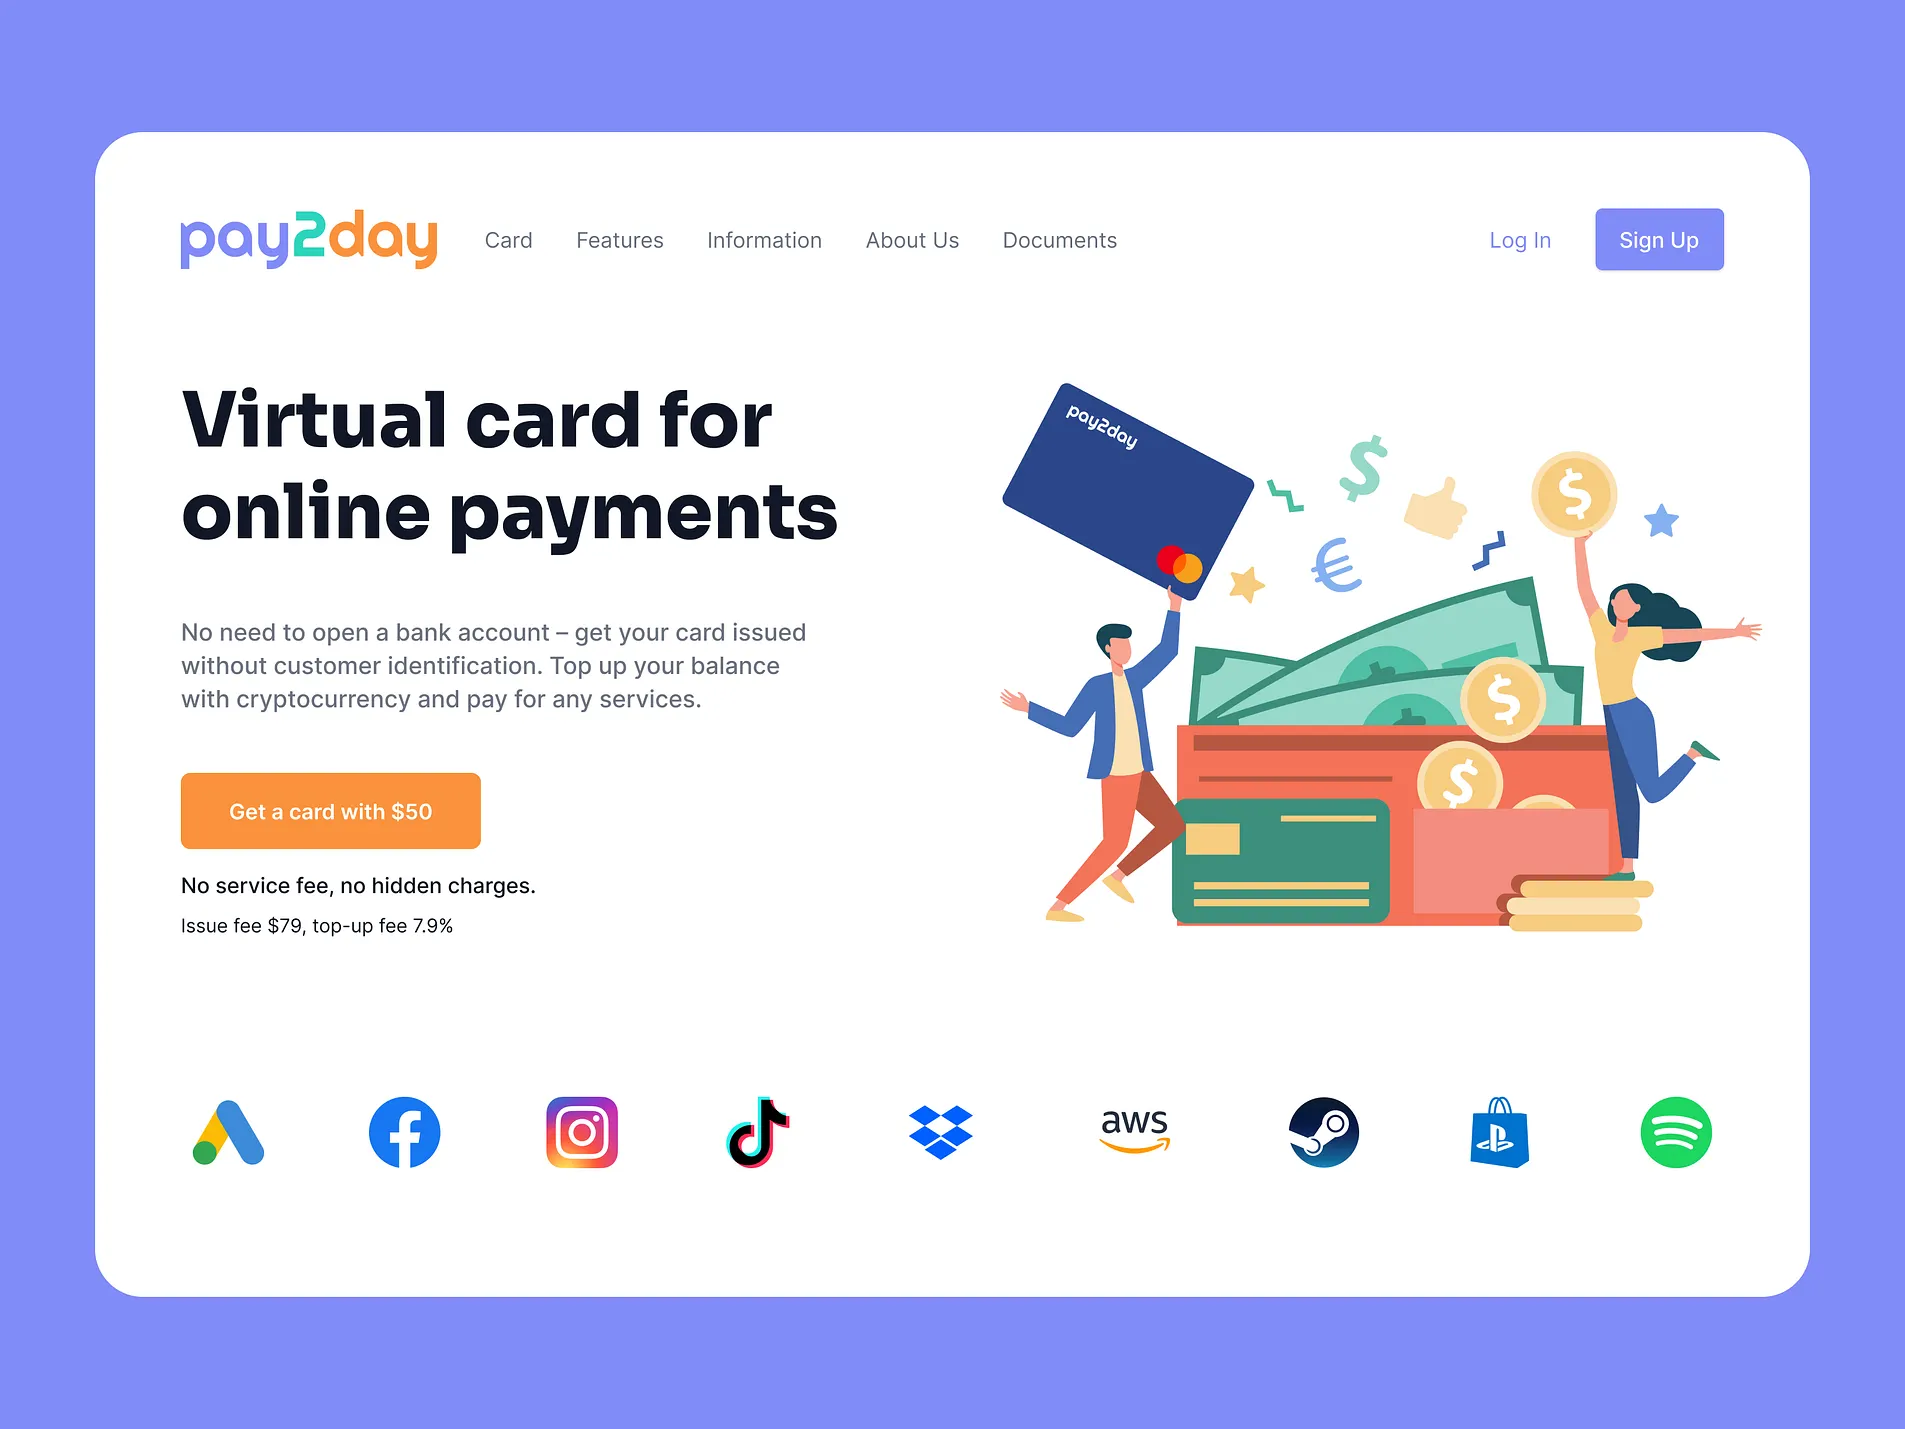 pay2day
Card
Features
Information
About Us
Documents
Log In
Sign Up
Virtual card for
online payments
No need to open a bank account – get your card issued
without customer identification. Top up your balance
with cryptocurrency and pay for any services.
Get a card with $50
No service fee, no hidden charges.
Issue fee $79, top-up fee 7.9%
pay2day
$
€
$
$
$
aws